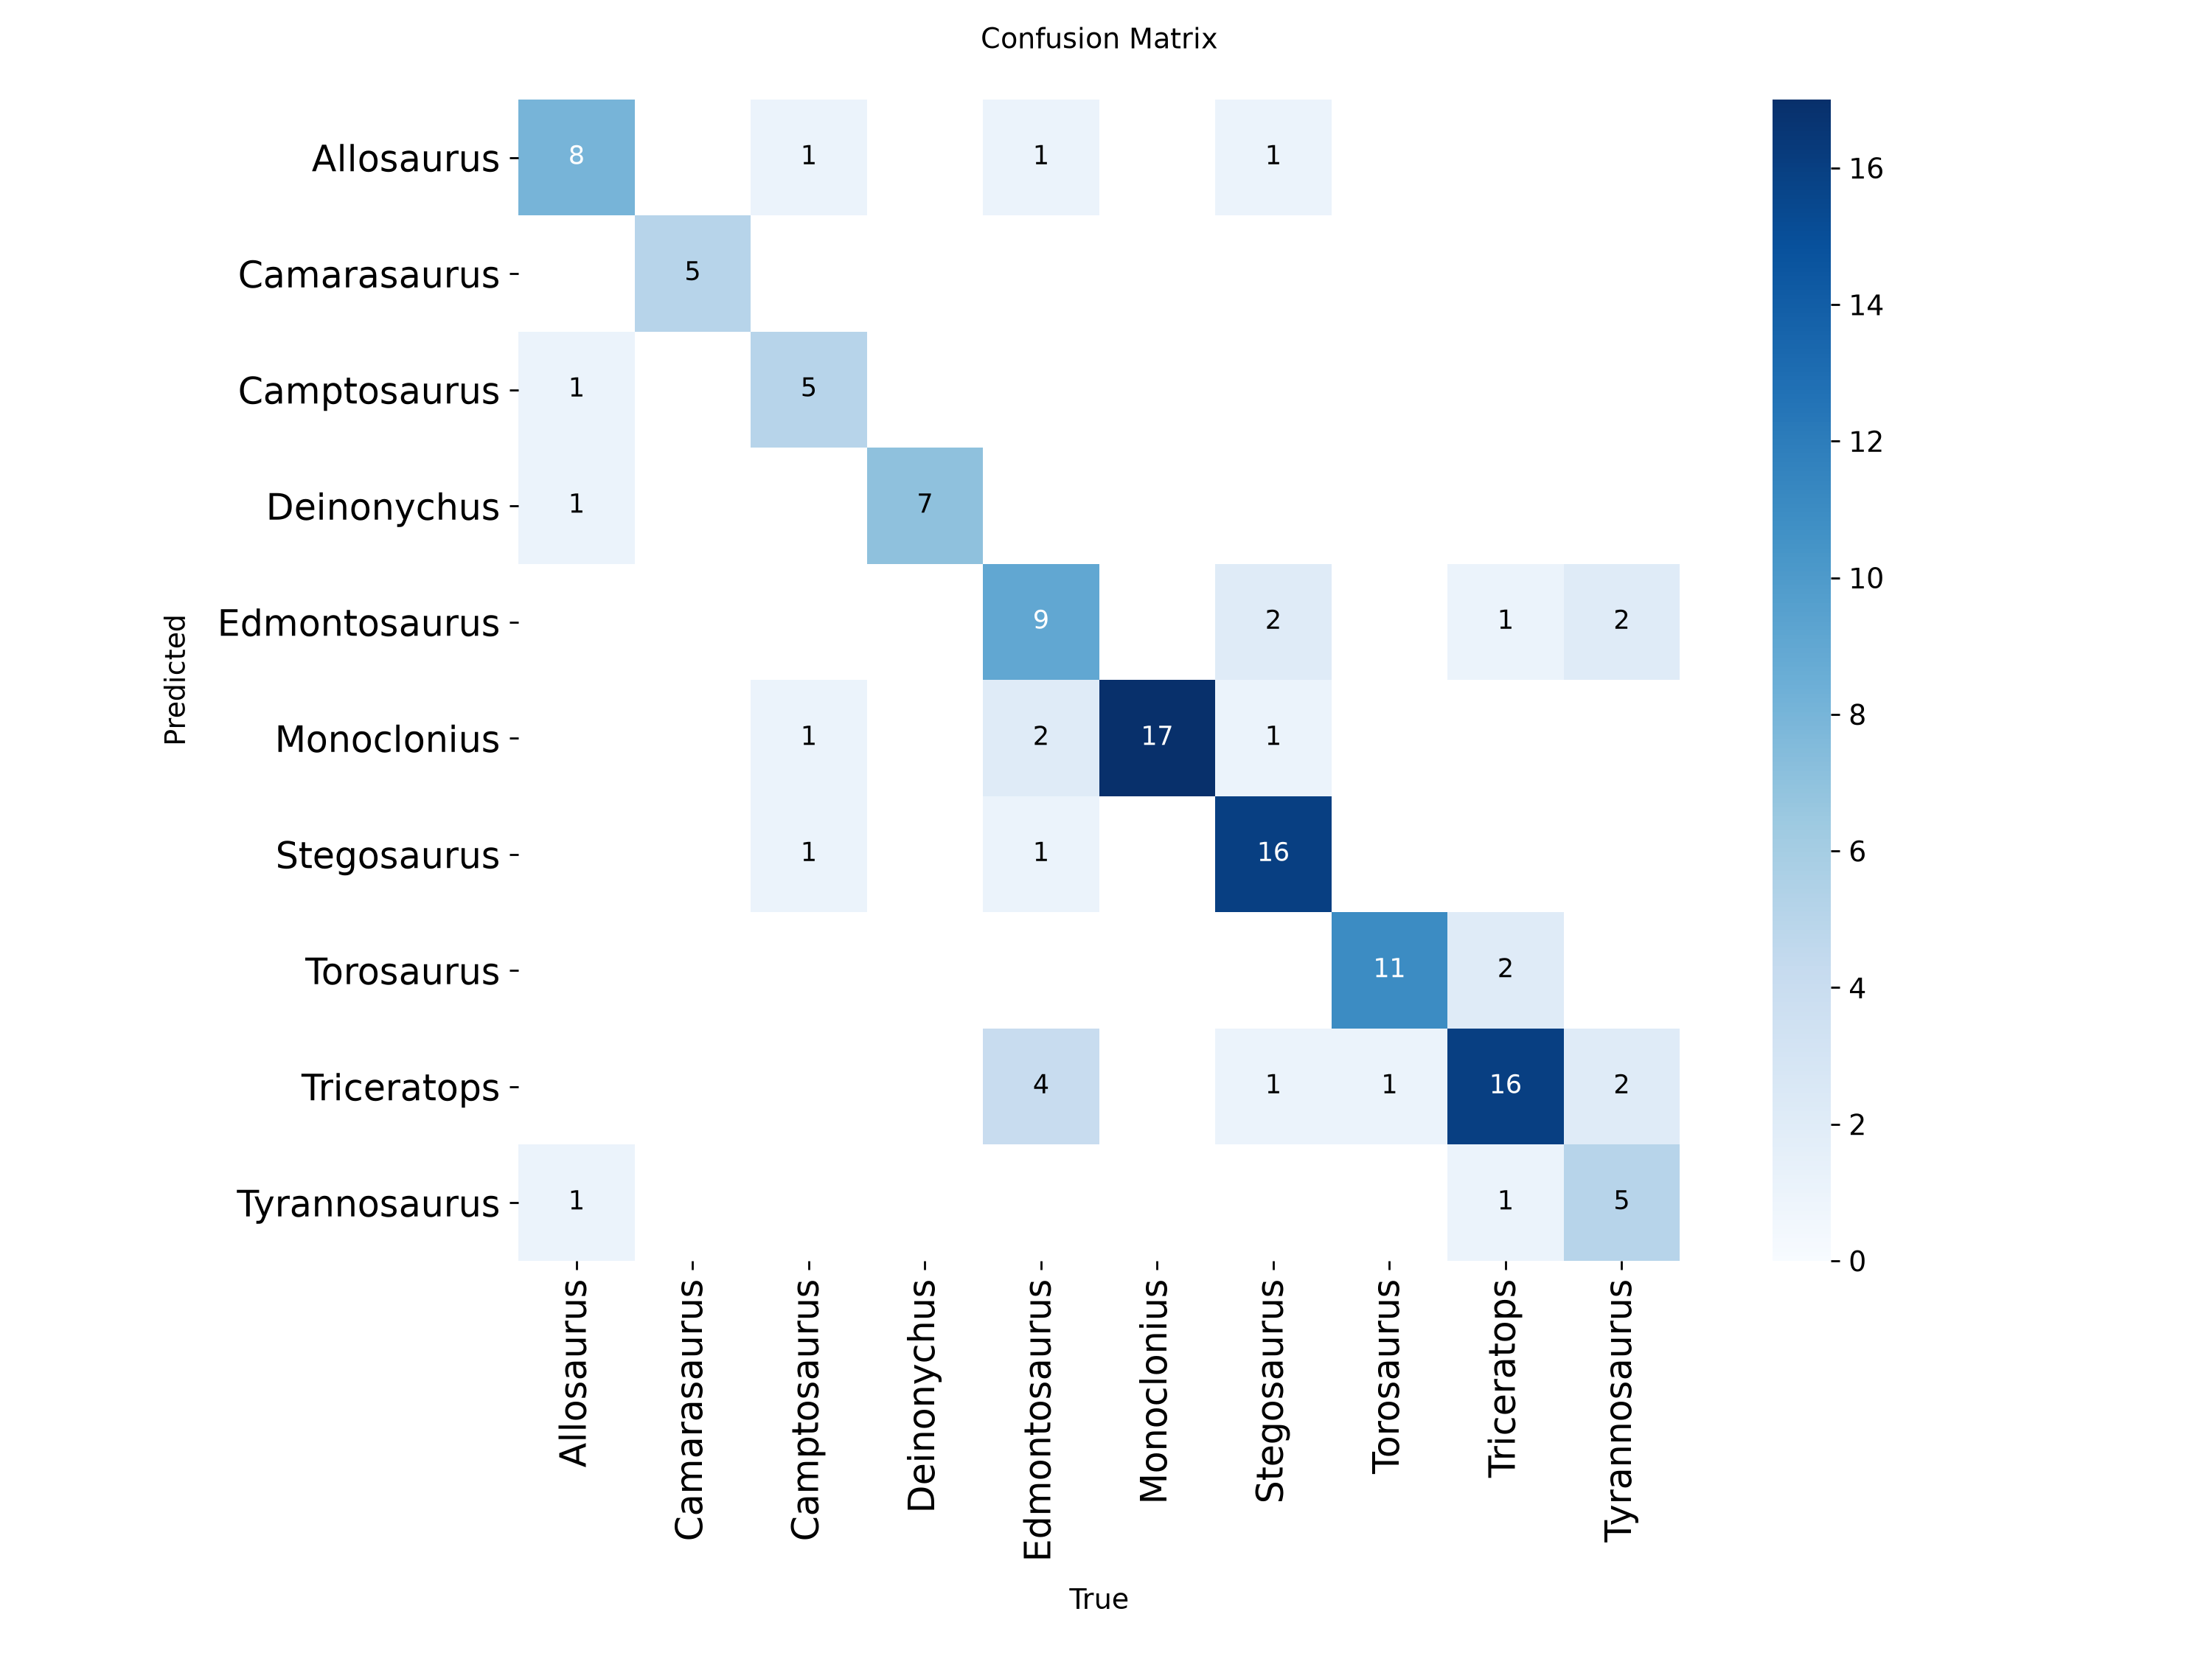 Confusion Matrix
Allosaurus 8 1 1 1
Camarasaurus 5
Camptosaurus 1 5
Deinonychus 1 7
Edmontosaurus 9 2 1 2
Monoclonius 1 2 17 1
Stegosaurus 1 1 16
Torosaurus 11 2
Triceratops 4 1 1 16 2
Tyrannosaurus 1 1 5
Predicted
Allosaurus
Camarasaurus
Camptosaurus
Deinonychus
Edmontosaurus
Monoclonius
Stegosaurus
Torosaurus
Triceratops
Tyrannosaurus
True
16
14
12
10
8
6
4
2
0